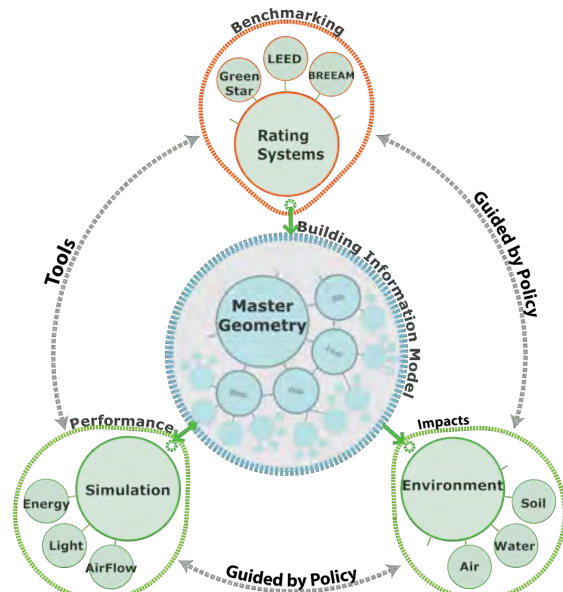 Benchmarking
LEED
Green
Star
BREEAM
Rating
Systems
Tools
Guided by Policy
Building Information Model
Master
Geometry
Performance
Impacts
Simulation
Environment
Energy
Light
AirFlow
Soil
Water
Air
Guided by Policy